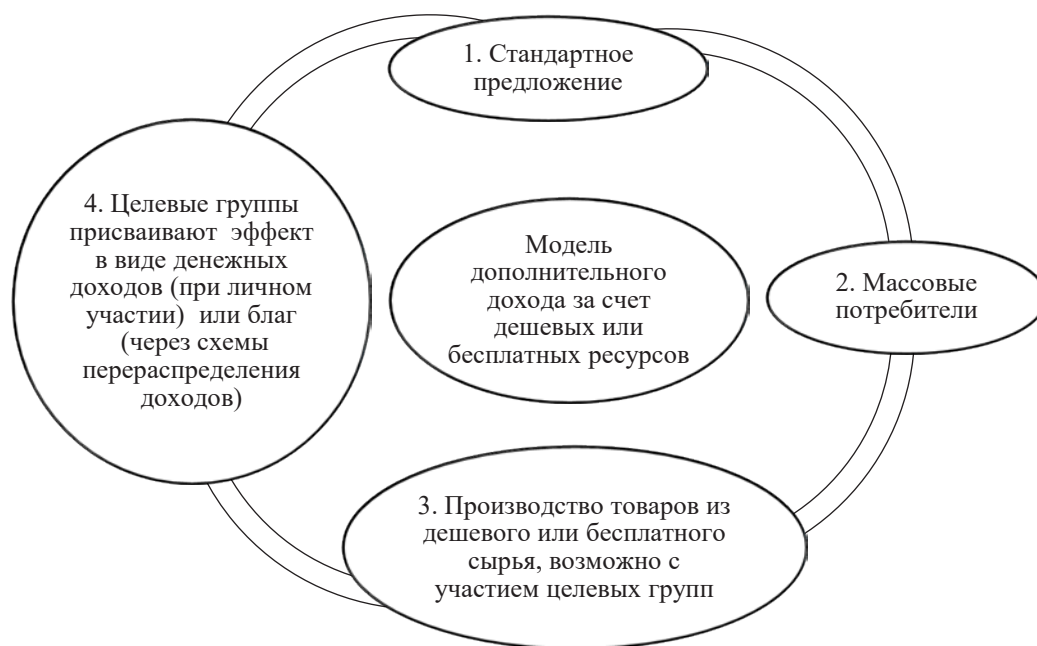 1. Стандартное
предложение
2. Массовые
потребители
3. Производство товаров из
дешевого или бесплатного
сырья, возможно с
участием целевых групп
4. Целевые группы
присваивают эффект
в виде денежных
доходов (при личном
участии) или благ
(через схемы
перераспределения
доходов)
Модель
дополнительного
дохода за счет
дешевых или
бесплатных ресурсов